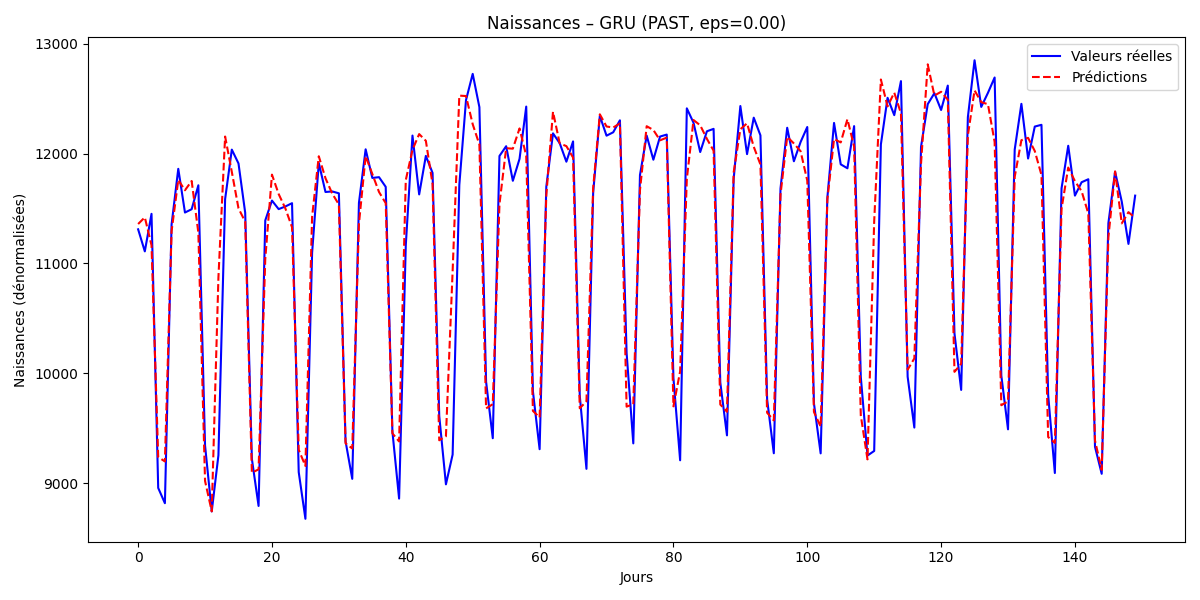 Naissances – GRU (PAST, eps=0.00)
Valeurs réelles
Prédictions
Naissances (dénormalisées)
13000
12000
11000
10000
9000
0 20 40 60 80 100 120 140
Jours